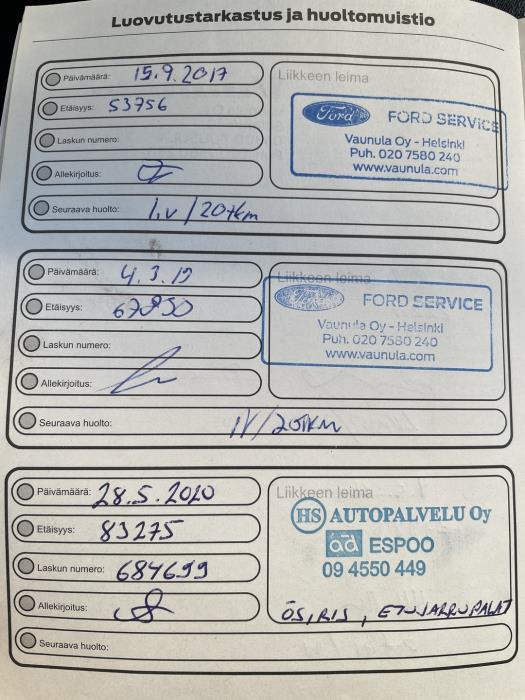 Luovutustarkastus ja huoltomuistio
Päivämäärä: 15.9.2017
Liikkeen leima
Etäisyys: 53756
Ford FORD SERVICE
Laskun numero:
Vaunula Oy - Helsinki
Puh. 020 7580 240
www.vaunula.com
Allekirjoitus:
Seuraava huolto: 1.v/20tkm
Päivämäärä: 4.3.19
Liikkeen leima
Etäisyys:
FORD SERVICE
Laskun numero:
Vaunula Oy - Helsinki
Puh. 020 7580 240
www.vaunula.com
Allekirjoitus:
Seuraava huolto: 1V/20TKM
Päivämäärä: 28.5.2020
Liikkeen leima
HS AUTOPALVELU Oy
Etäisyys: 83275
ad ESPOO
Laskun numero: 684699
09 4550 449
Allekirjoitus:
ÖS, RIS, ETUJARRUPALAT
Seuraava huolto: